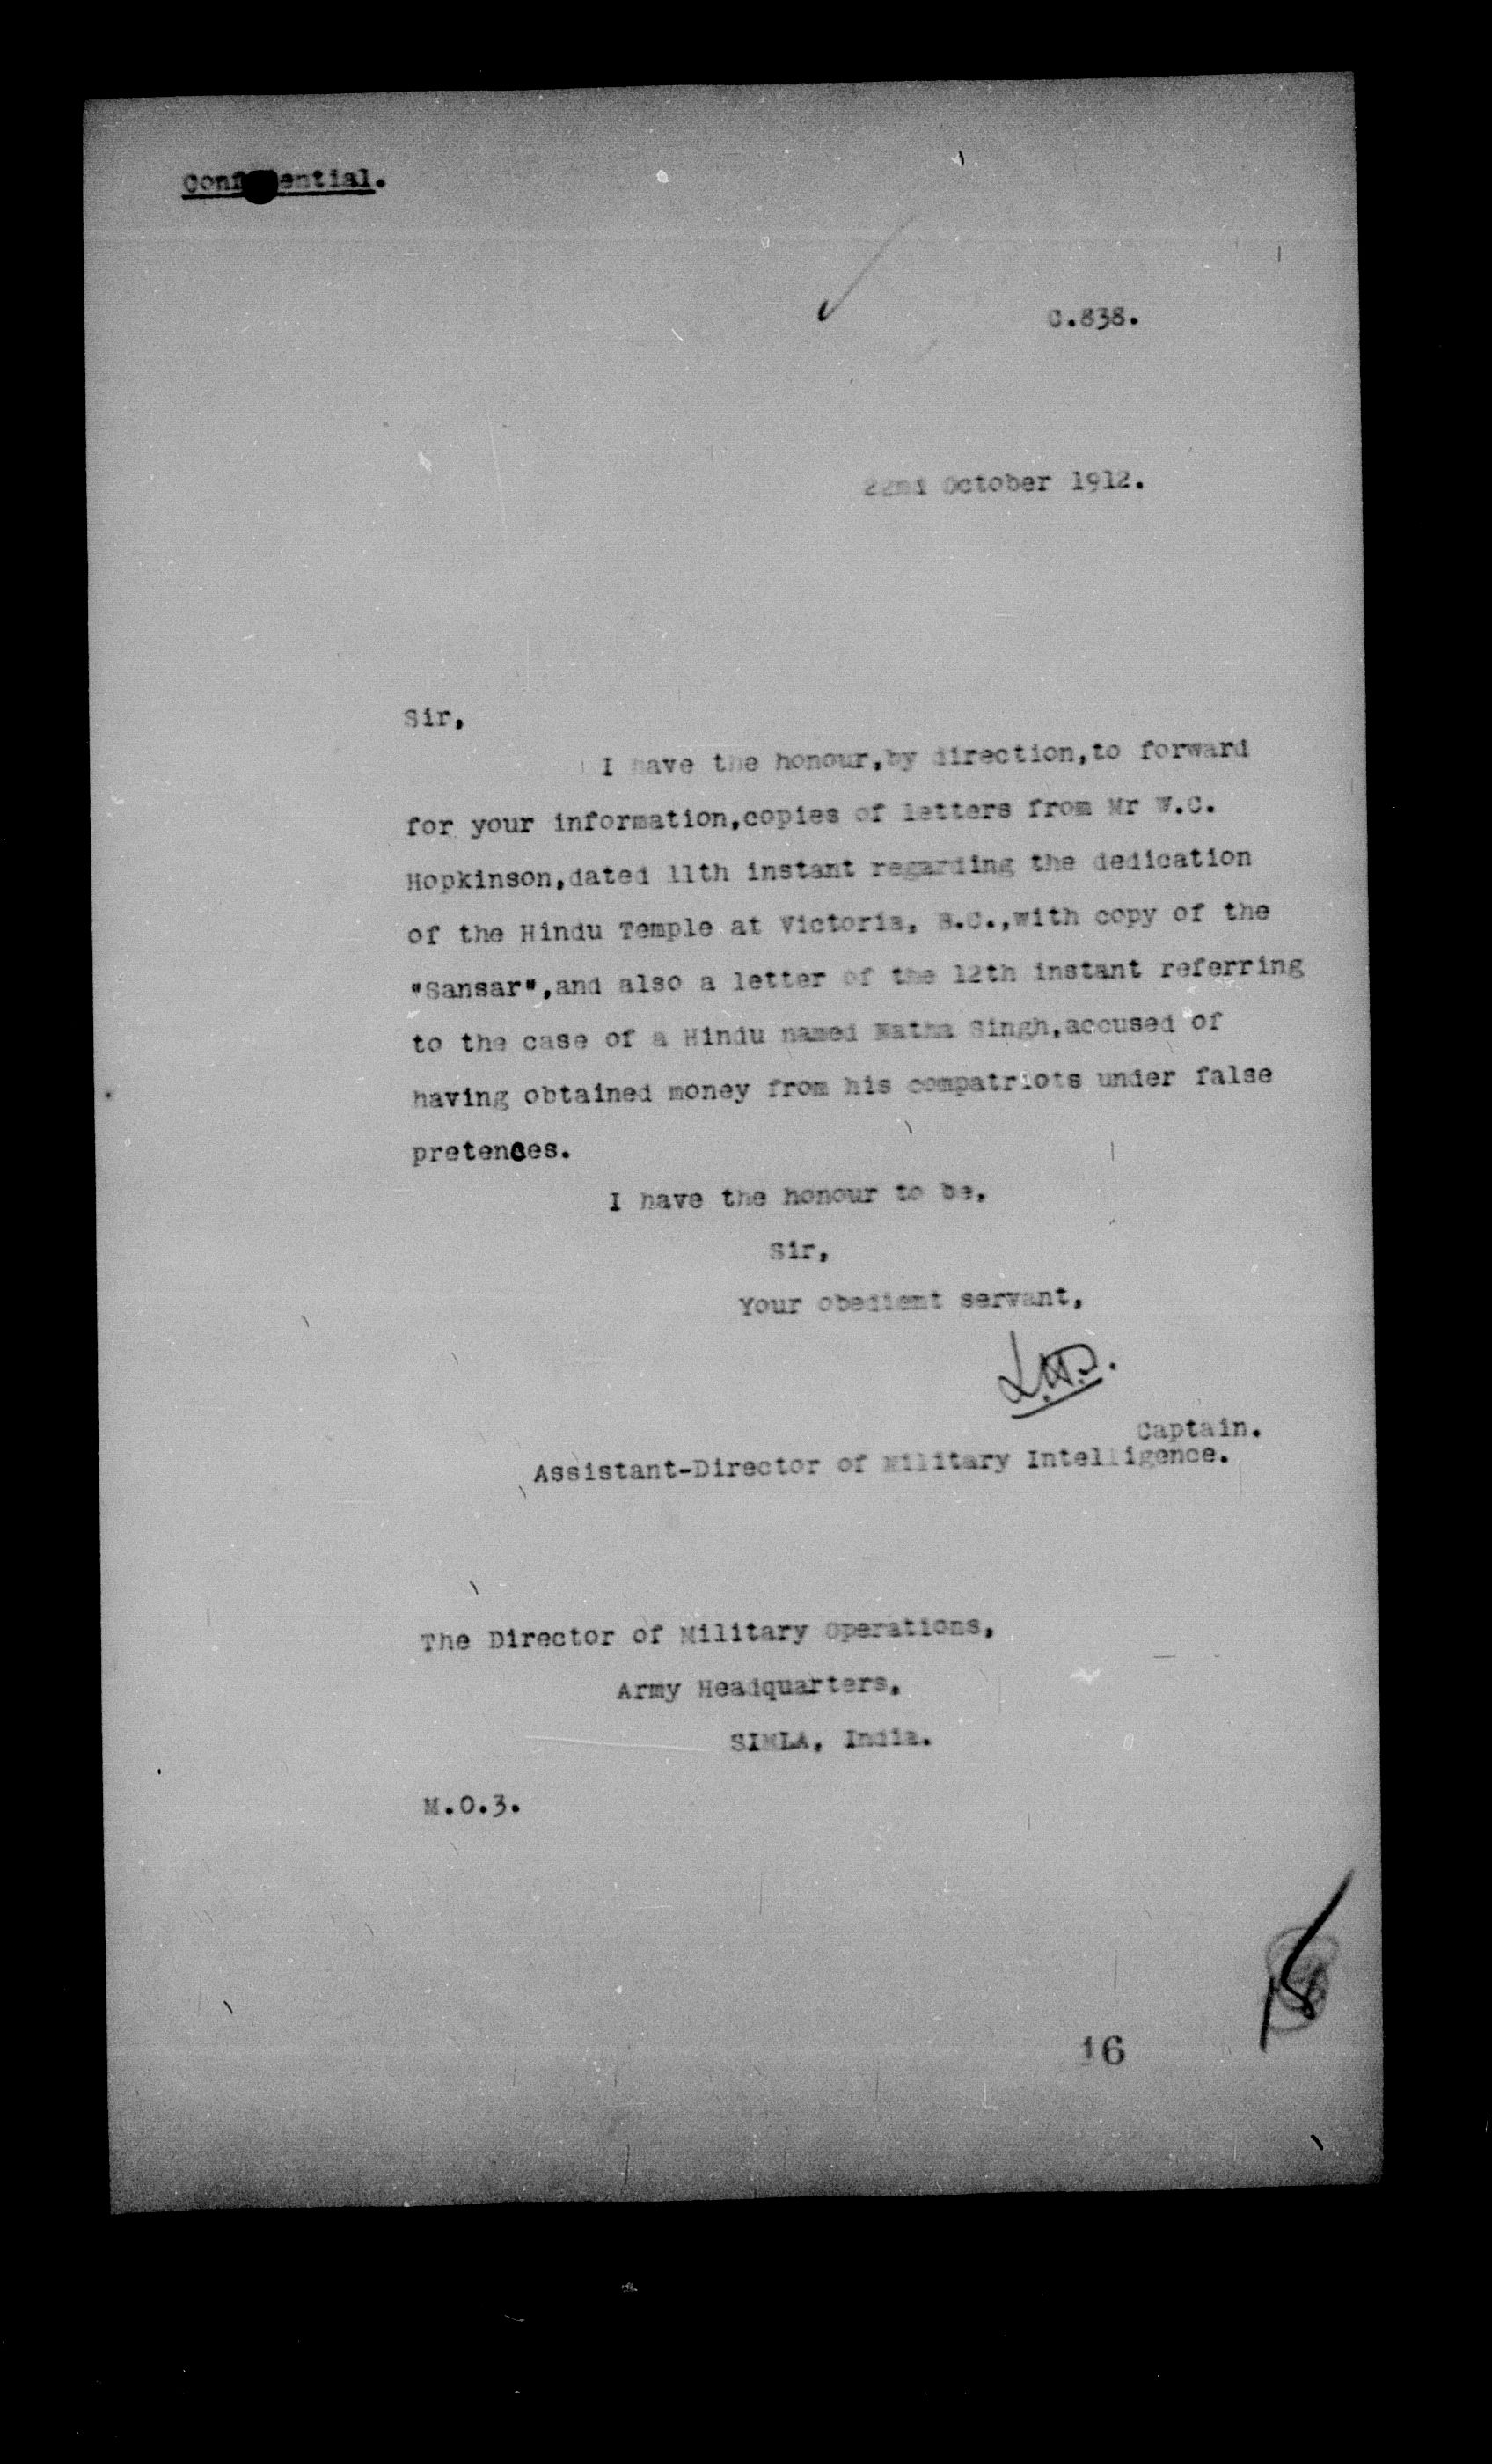 Confidential.
C.838.
22nd October 1912.
Sir,
I have the honour,by direction,to forward
for your information,copies of letters from Mr W.C.
Hopkinson,dated 11th instant regarding the dedication
of the Hindu Temple at Victoria, B.C.,with copy of the
"Sansar",and also a letter of the 12th instant referring
to the case of a Hindu named Natha Singh,accused of
having obtained money from his compatriots under false
pretences.
I have the honour to be,
Sir,
Your obedient servant,
Captain.
Assistant-Director of Military Intelligence.
The Director of Military Operations,
Army Headquarters,
SIMLA, India.
M.O.3.
16